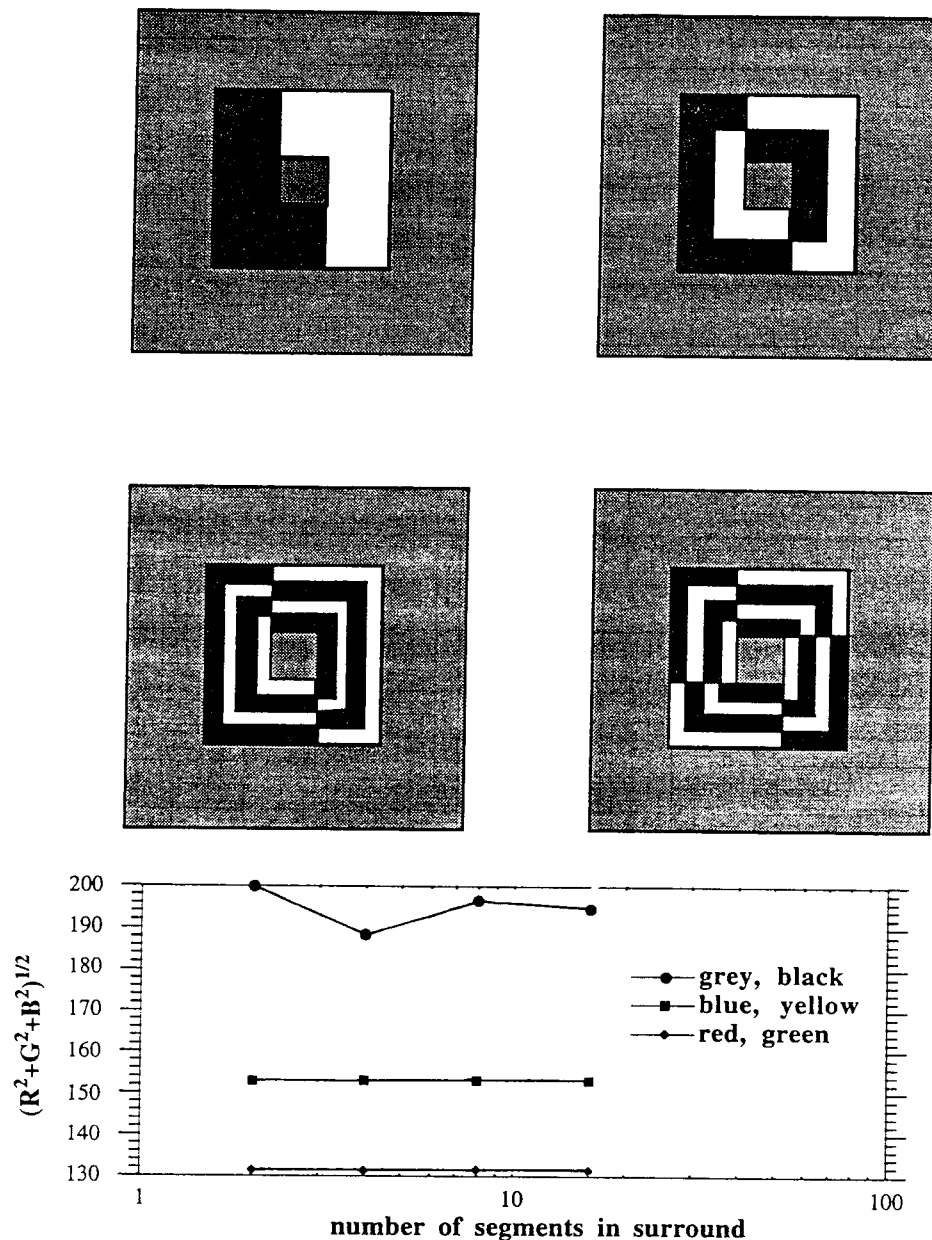 200
190
180
170
160
150
140
130
(R²+G²+B²)^1/2
grey, black
blue, yellow
red, green
1
10
100
number of segments in surround